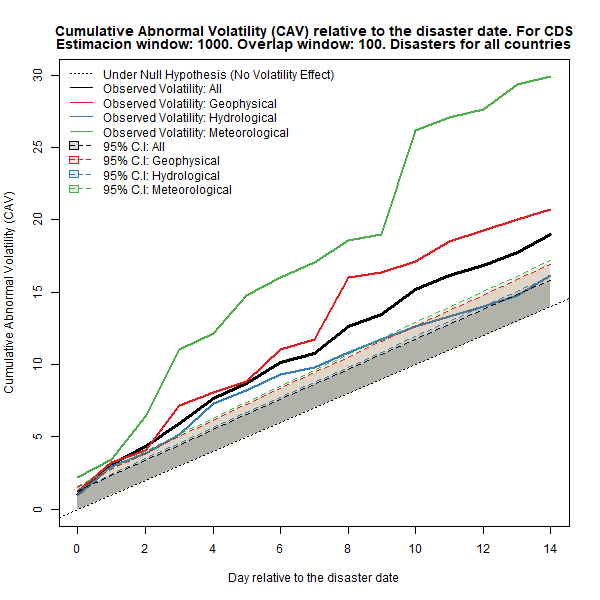 Cumulative Abnormal Volatility (CAV) relative to the disaster date. For CDS
Estimacion window: 1000. Overlap window: 100. Disasters for all countries
Under Null Hypothesis (No Volatility Effect)
Observed Volatility: All
Observed Volatility: Geophysical
Observed Volatility: Hydrological
Observed Volatility: Meteorological
95% C.I: All
95% C.I: Geophysical
95% C.I: Hydrological
95% C.I: Meteorological
Cumulative Abnormal Volatility (CAV)
30
25
20
15
10
5
0
0 2 4 6 8 10 12 14
Day relative to the disaster date